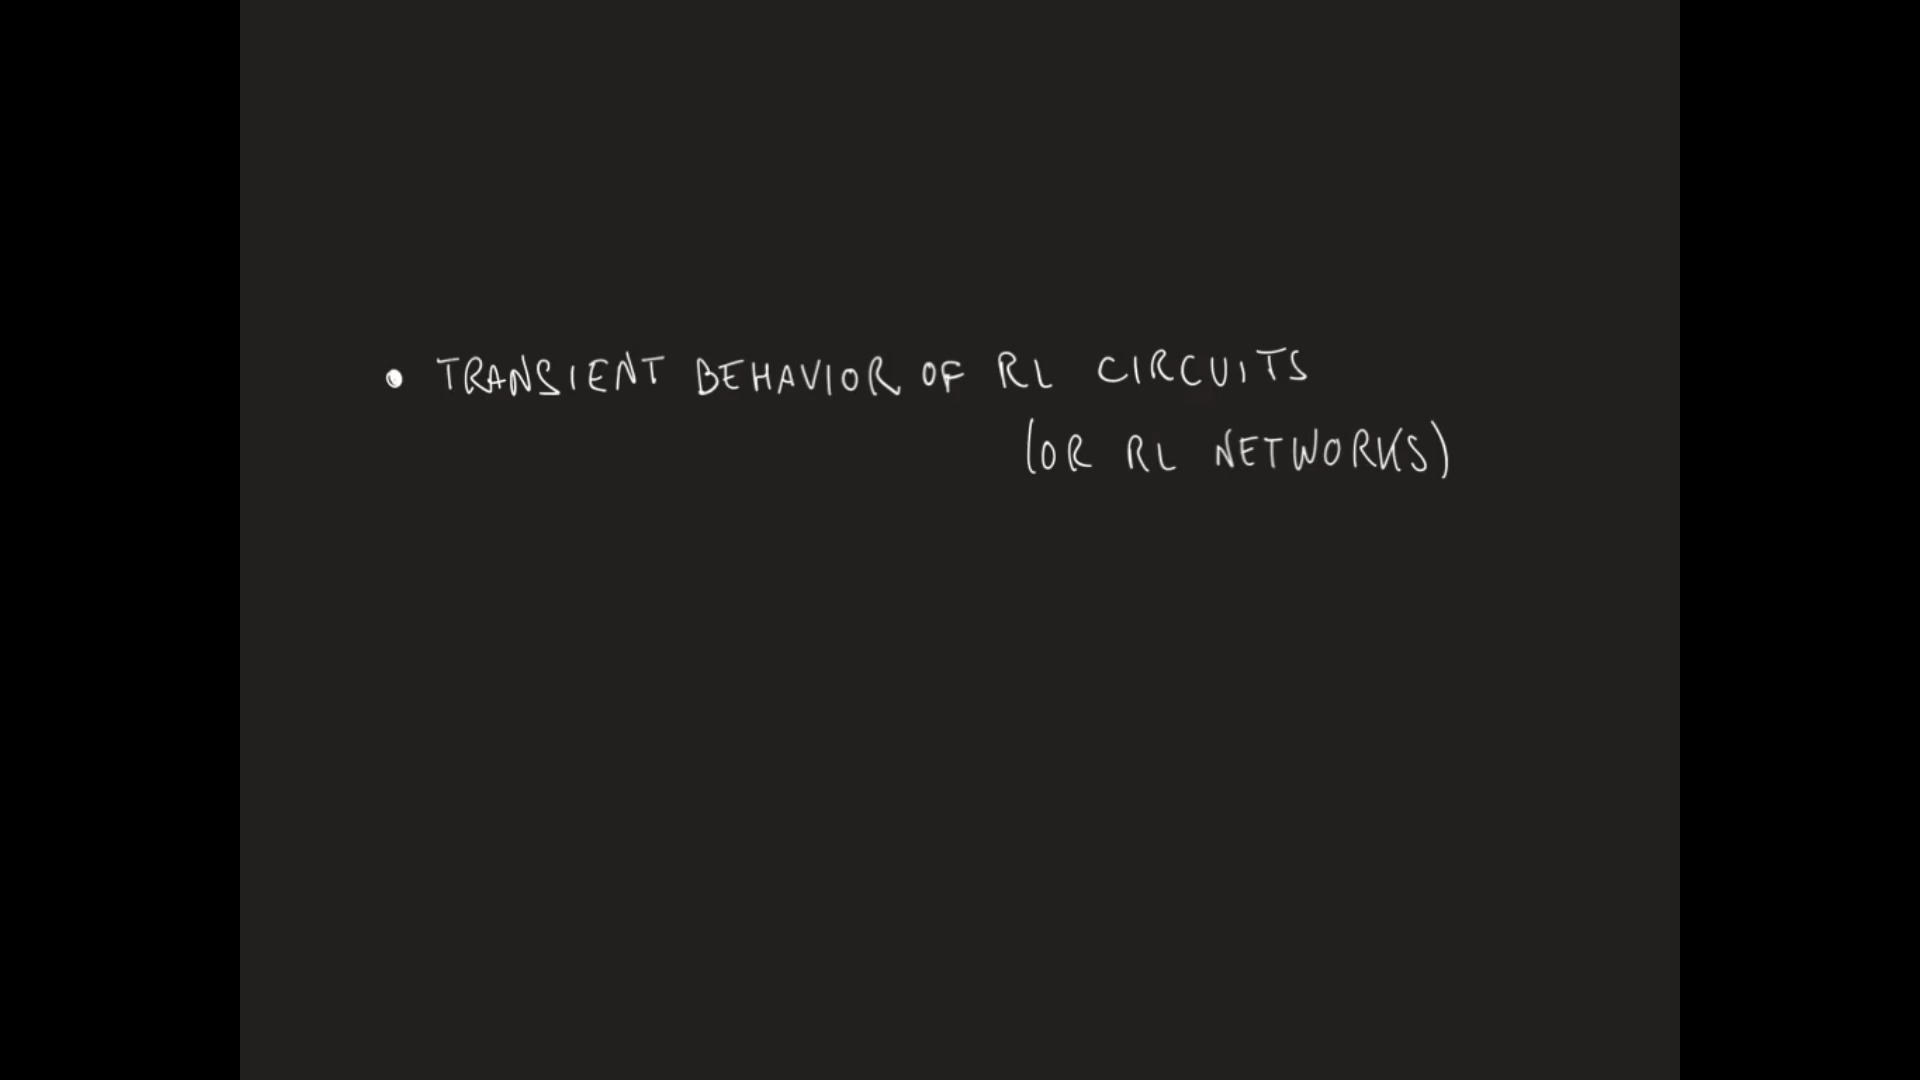 • TRANSIENT BEHAVIOR OF RL CIRCUITS
(OR RL NETWORKS)